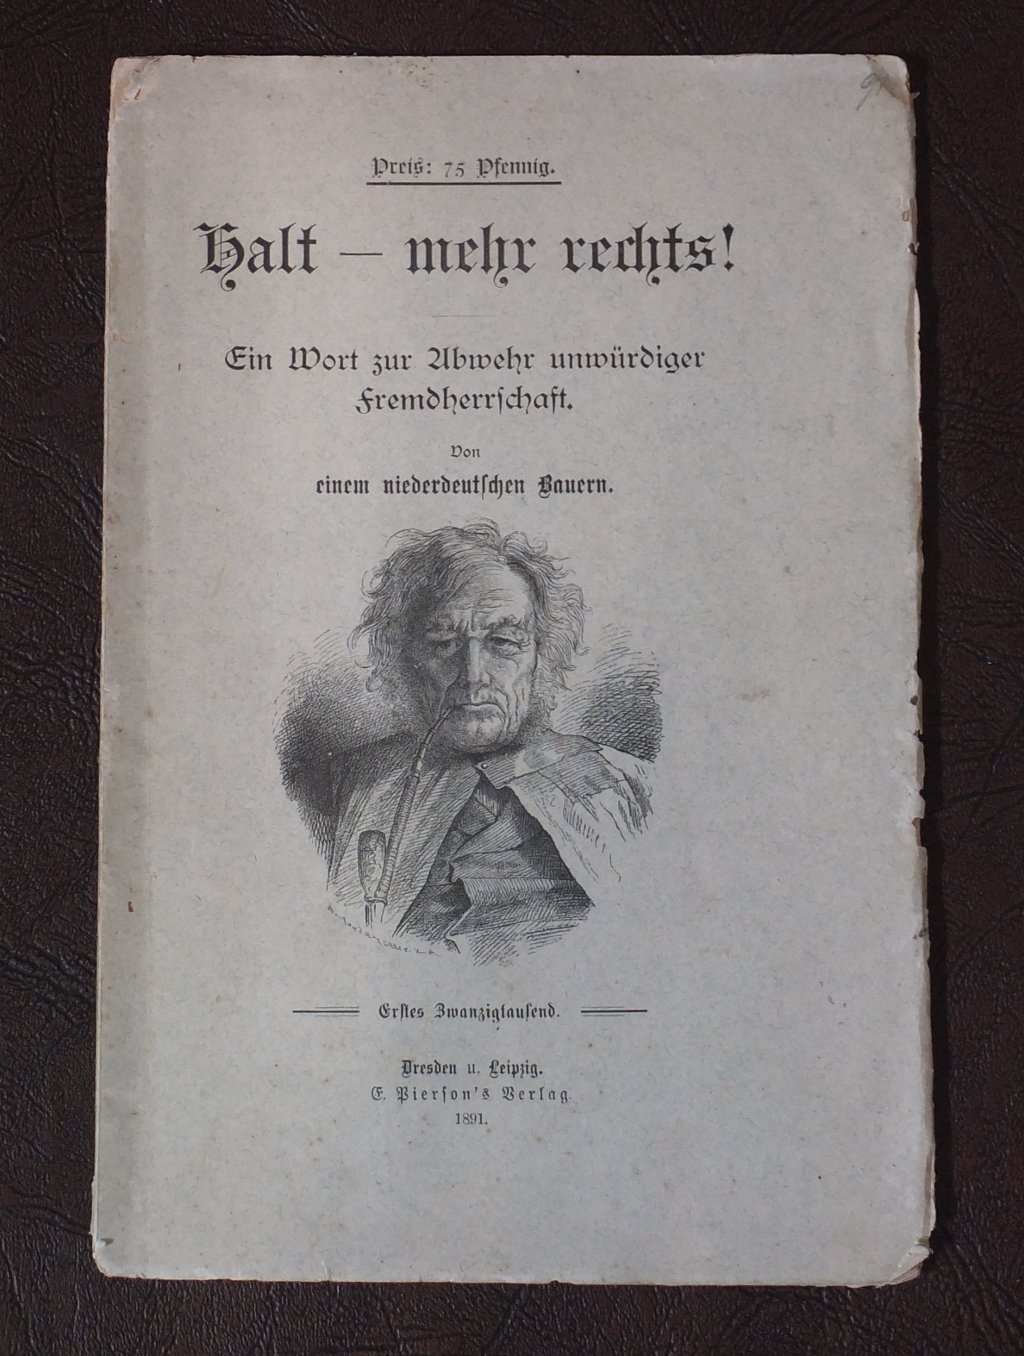 9
Preis: 75 Pfennig.
Halt — mehr rechts!
Ein Wort zur Abwehr unwürdiger
Fremdherrſchaft.
Von
einem niederdeutſchen Bauern.
Erſtes Zwanzigtauſend.
Dresden u. Leipzig.
E. Pierſon's Verlag
1891.